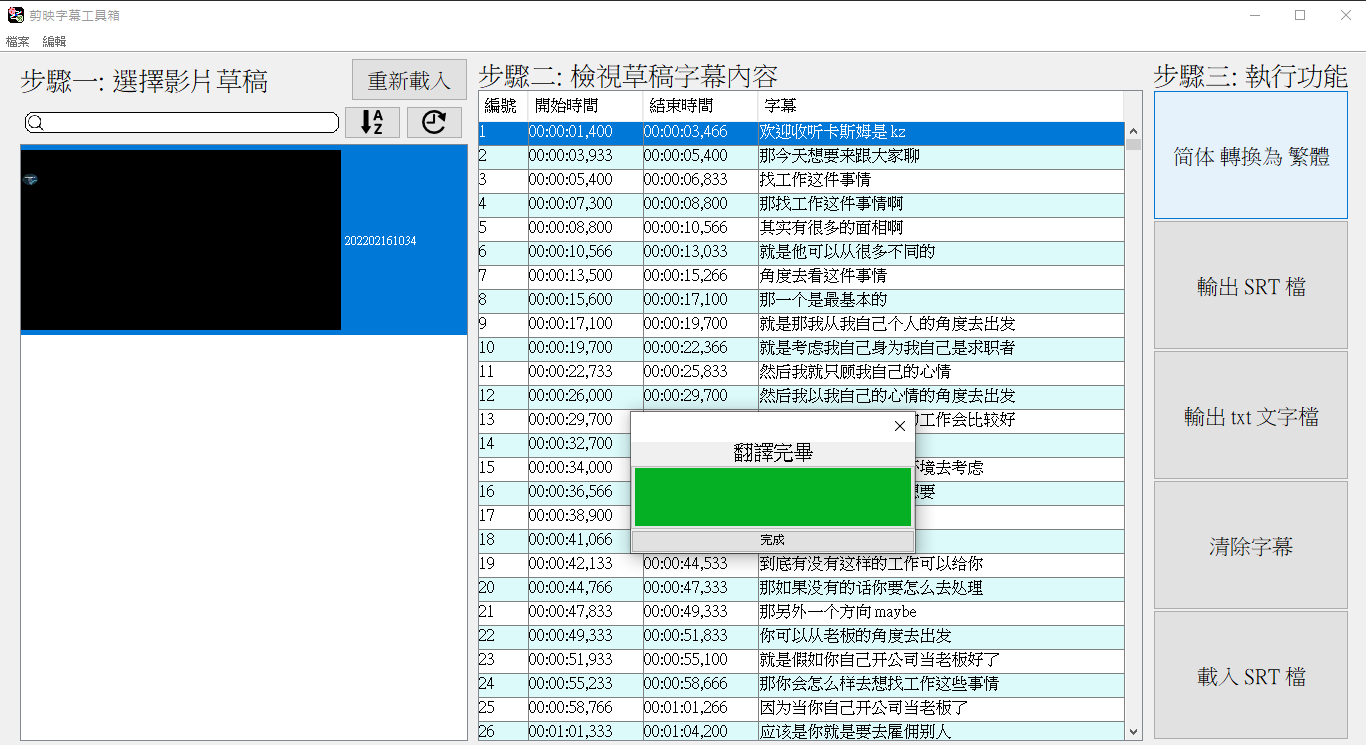 剪映字幕工具箱
檔案 編輯
步驟一: 選擇影片草稿
重新載入
A
Z
202202161034
步驟二: 檢視草稿字幕內容
編號 開始時間 結束時間 字幕
1 00:00:01,400 00:00:03,466 欢迎收听卡斯姆是 kz
2 00:00:03,933 00:00:05,400 那今天想要来跟大家聊
3 00:00:05,400 00:00:06,833 找工作这件事情
4 00:00:07,300 00:00:08,800 那找工作这件事情啊
5 00:00:08,800 00:00:10,566 其实有很多的面相啊
6 00:00:10,566 00:00:13,033 就是他可以从很多不同的
7 00:00:13,500 00:00:15,266 角度去看这件事情
8 00:00:15,600 00:00:17,100 那一个是最基本的
9 00:00:17,100 00:00:19,700 就是那我从我自己个人的角度去出发
10 00:00:19,700 00:00:22,366 就是考虑我自己身为我自己是求职者
11 00:00:22,733 00:00:25,833 然后我就只顾我自己的心情
12 00:00:26,000 00:00:29,700 然后我以我自己的心情的角度去出发
13 00:00:29,700 工作会比较好
14 00:00:32,700
15 00:00:34,000 境去考虑
16 00:00:36,566 要
17 00:00:38,900
18 00:00:41,066
19 00:00:42,133 00:00:44,533 到底有没有这样的工作可以给你
20 00:00:44,766 00:00:47,333 那如果没有的话你要怎么去处理
21 00:00:47,833 00:00:49,333 那另外一个方向 maybe
22 00:00:49,333 00:00:51,833 你可以从老板的角度去出发
23 00:00:51,933 00:00:55,100 就是假如你自己开公司当老板好了
24 00:00:55,233 00:00:58,666 那你会怎么样去想找工作这些事情
25 00:00:58,766 00:01:01,266 因为当你自己开公司当老板了
26 00:01:01,333 00:01:04,200 应该是你就是要去雇佣别人
翻譯完畢
完成
步驟三: 執行功能
简体 轉換為 繁體
輸出 SRT 檔
輸出 txt 文字檔
清除字幕
載入 SRT 檔